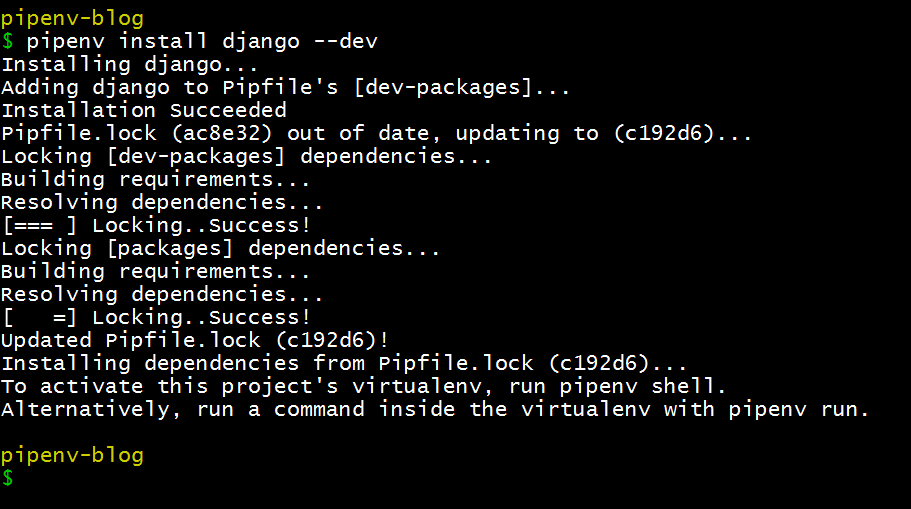 pipenv-blog
$ pipenv install django --dev
Installing django...
Adding django to Pipfile's [dev-packages]...
Installation Succeeded
Pipfile.lock (ac8e32) out of date, updating to (c192d6)...
Locking [dev-packages] dependencies...
Building requirements...
Resolving dependencies...
[=== ] Locking..Success!
Locking [packages] dependencies...
Building requirements...
Resolving dependencies...
[   =] Locking..Success!
Updated Pipfile.lock (c192d6)!
Installing dependencies from Pipfile.lock (c192d6)...
To activate this project's virtualenv, run pipenv shell.
Alternatively, run a command inside the virtualenv with pipenv run.
pipenv-blog
$